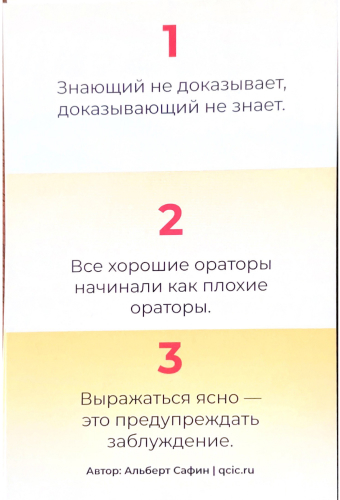 1
Знающий не доказывает,
доказывающий не знает.
2
Все хорошие ораторы
начинали как плохие
ораторы.
3
Выражаться ясно —
это предупреждать
заблуждение.
Автор: Альберт Сафин | qcic.ru